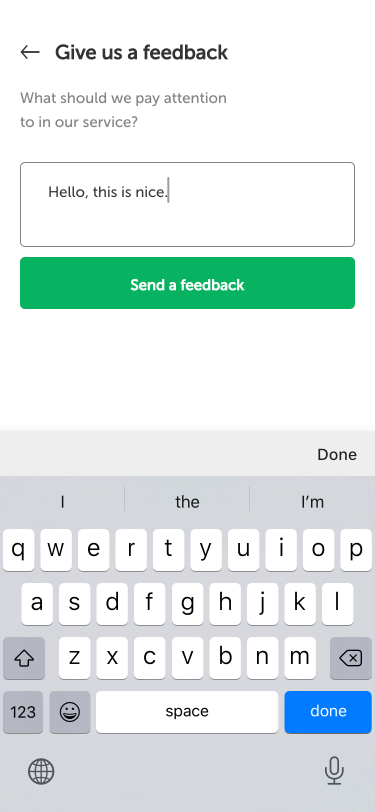 Give us a feedback
What should we pay attention
to in our service?
Hello, this is nice.
Send a feedback
Done
I the I'm
q w e r t y u i o p
a s d f g h j k l
z x c v b n m
123 space done